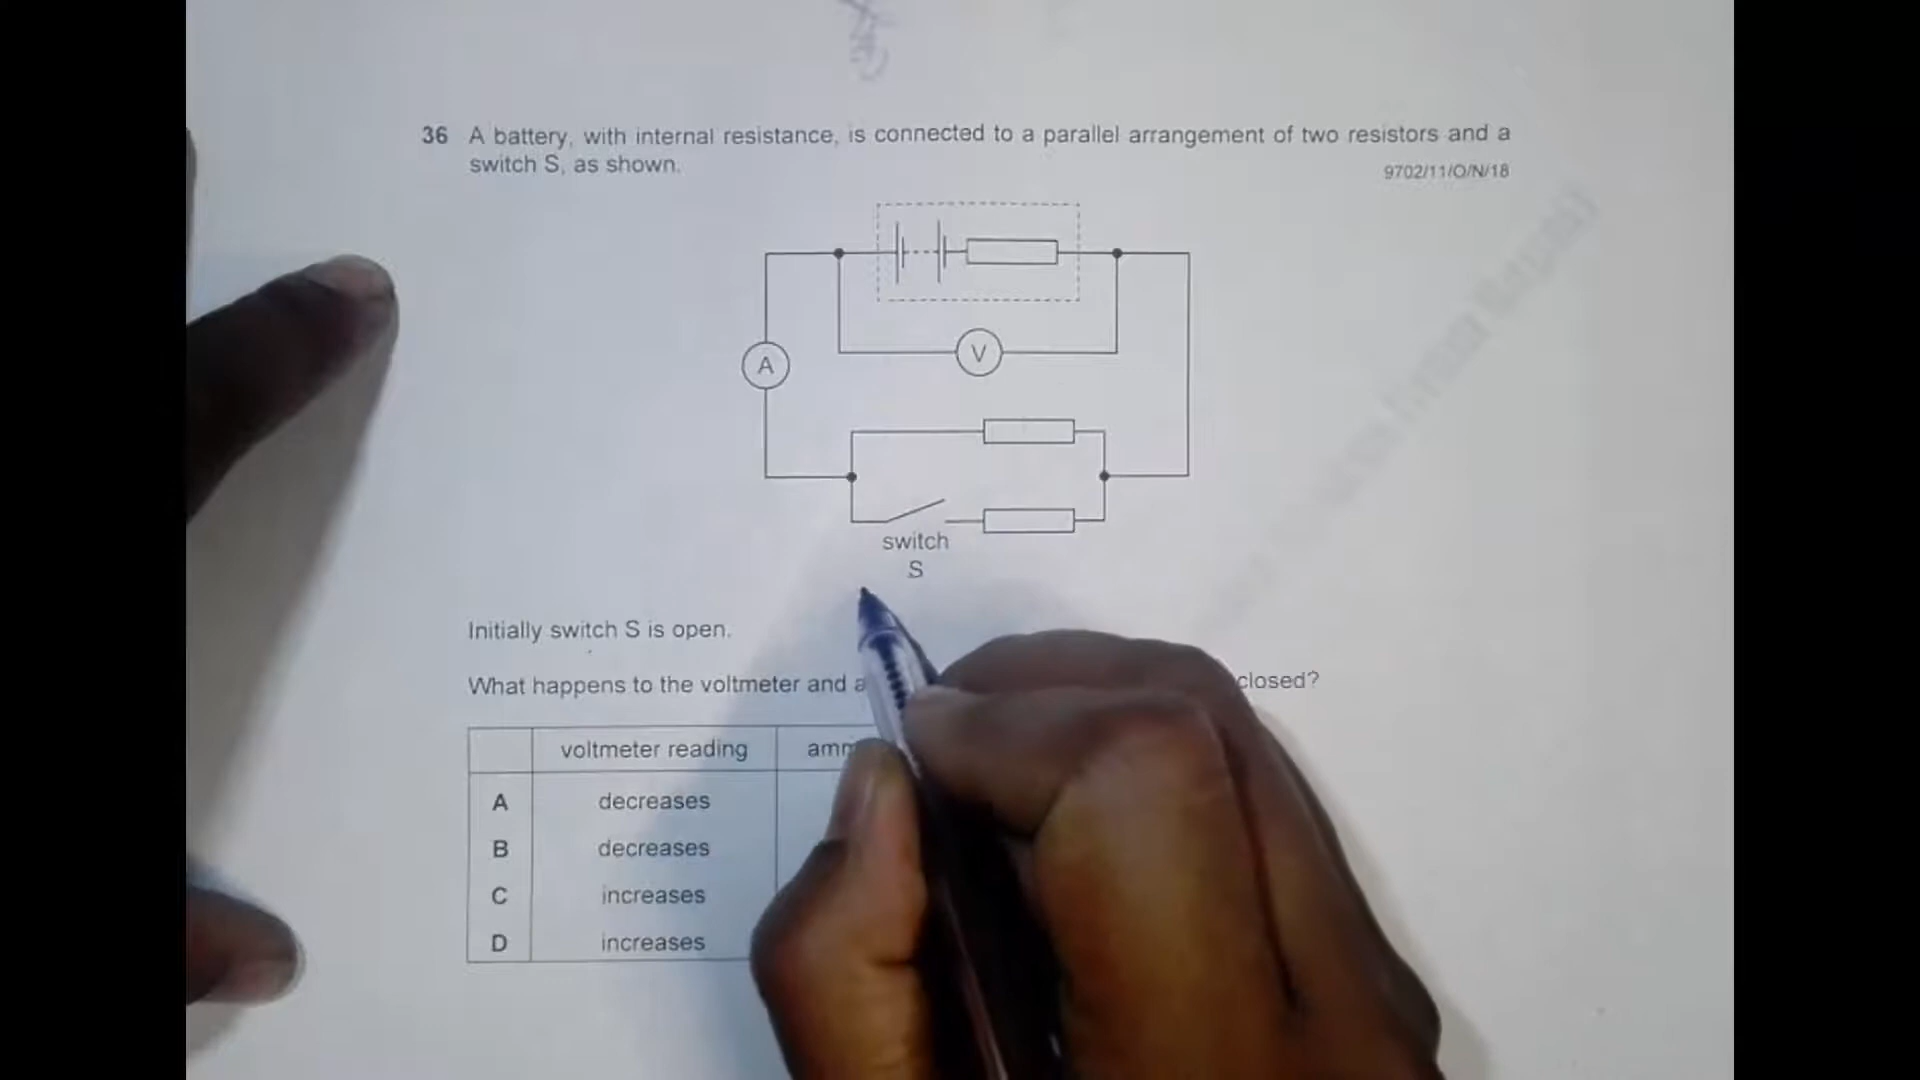 36 A battery, with internal resistance, is connected to a parallel arrangement of two resistors and a
switch S, as shown.
9702/11/O/N/18
V
A
switch
S
Initially switch S is open.
What happens to the voltmeter and closed?
voltmeter reading
A decreases
B decreases
C increases
D increases